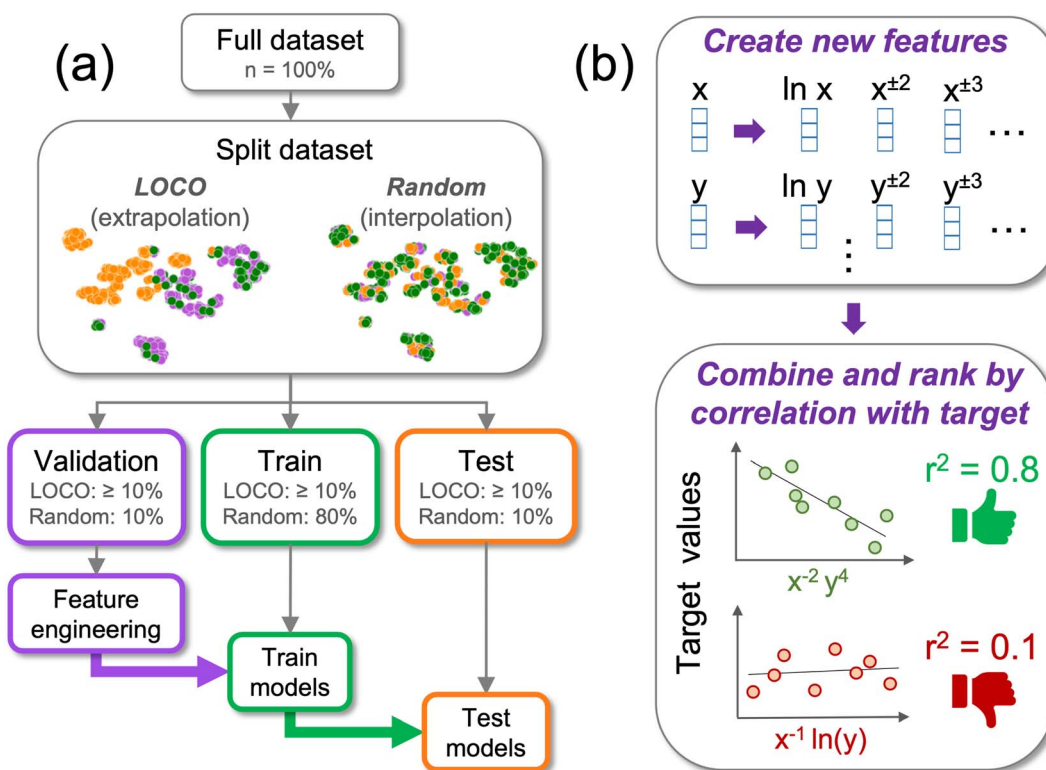 (a)
Full dataset
n = 100%
Split dataset
LOCO
(extrapolation)
Random
(interpolation)
Validation
LOCO: ≥ 10%
Random: 10%
Train
LOCO: ≥ 10%
Random: 80%
Test
LOCO: ≥ 10%
Random: 10%
Feature
engineering
Train
models
Test
models
(b)
Create new features
x ln x x±2 x±3 ...
y ln y y±2 y±3 ...
⋮
Combine and rank by
correlation with target
Target values
r² = 0.8
x⁻² y⁴
r² = 0.1
x⁻¹ ln(y)